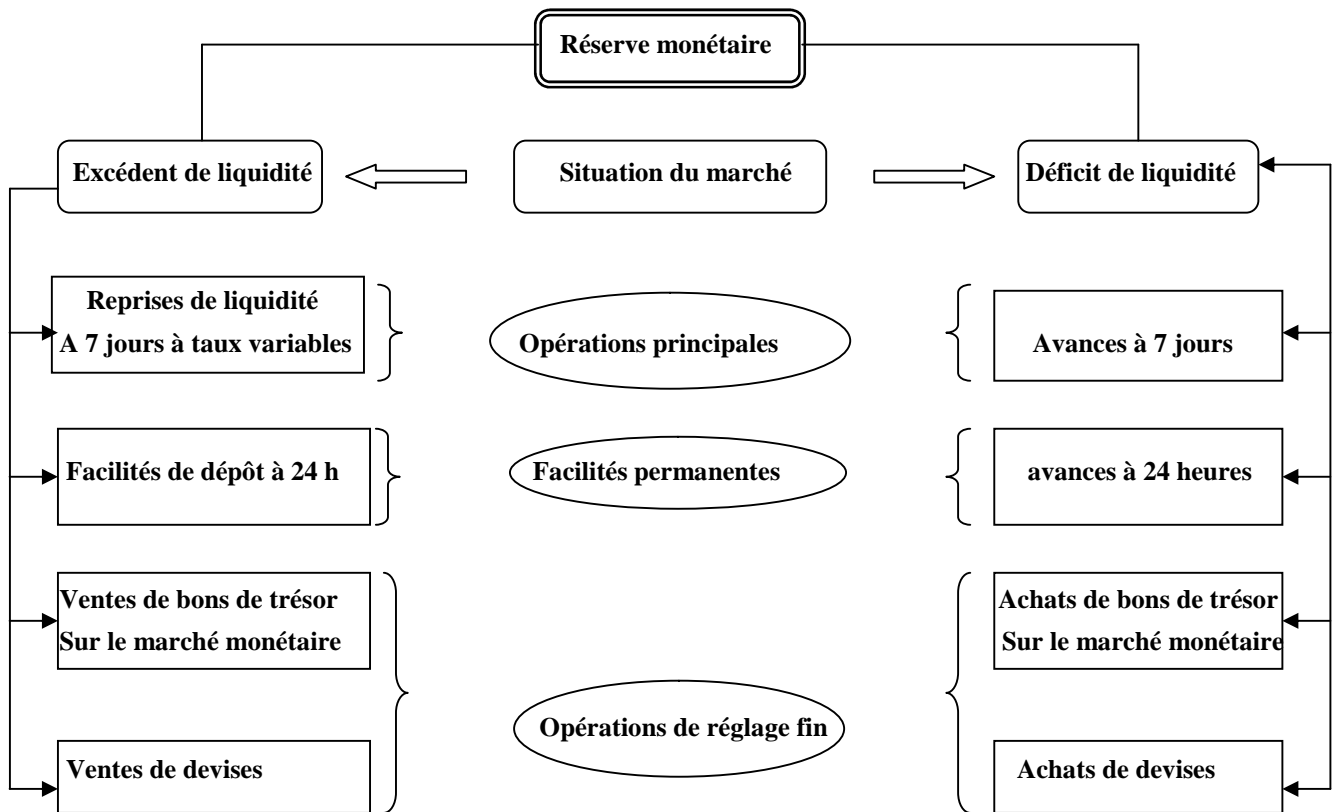 Réserve monétaire
Excédent de liquidité
Situation du marché
Déficit de liquidité
Reprises de liquidité
A 7 jours à taux variables
Opérations principales
Avances à 7 jours
Facilités de dépôt à 24 h
Facilités permanentes
avances à 24 heures
Ventes de bons de trésor
Sur le marché monétaire
Achats de bons de trésor
Sur le marché monétaire
Opérations de réglage fin
Ventes de devises
Achats de devises